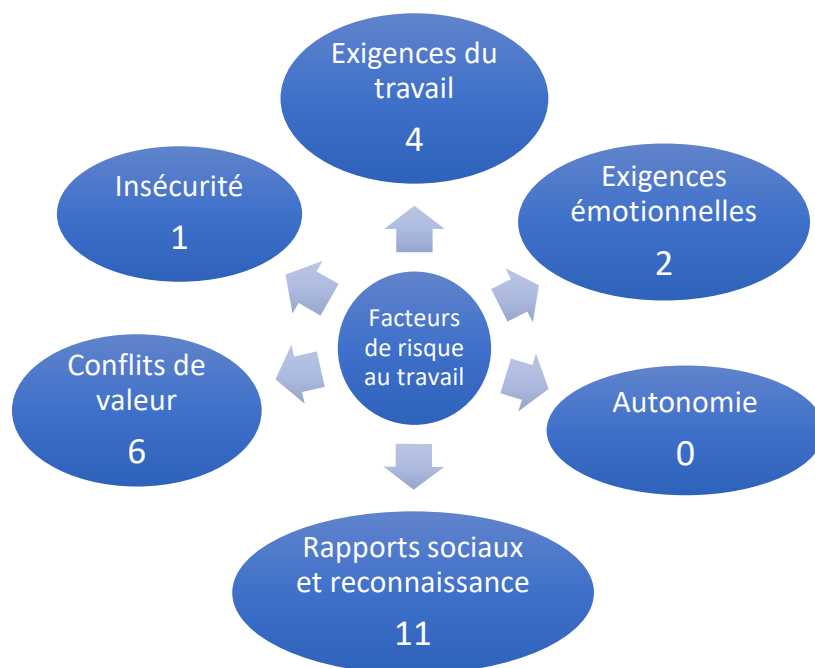 Exigences du
travail
4
Exigences
émotionnelles
2
Autonomie
0
Rapports sociaux
et reconnaissance
11
Conflits de
valeur
6
Insécurité
1
Facteurs
de risque
au travail